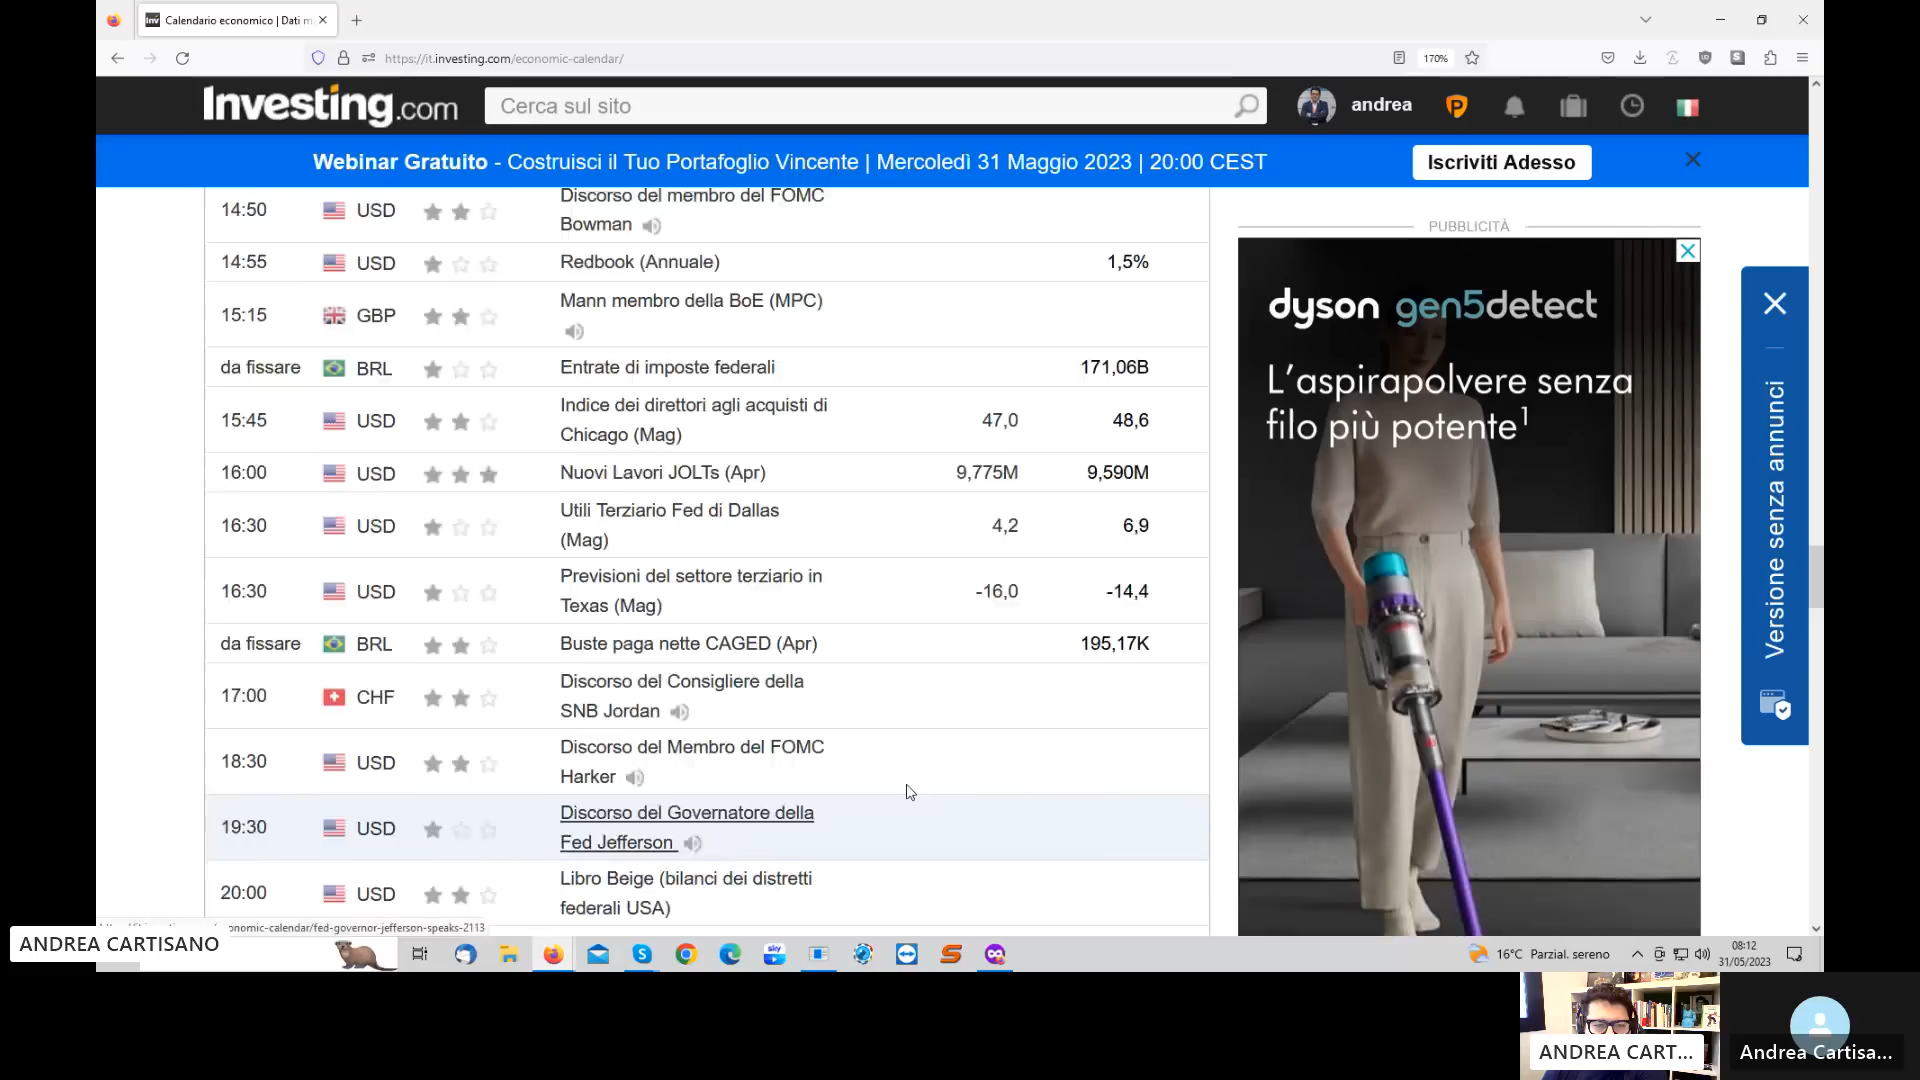 Calendario economico | Dati m
https://it.investing.com/economic-calendar/
170%
Investing.com
Cerca sul sito
andrea
Webinar Gratuito - Costruisci il Tuo Portafoglio Vincente | Mercoledì 31 Maggio 2023 | 20:00 CEST
Iscriviti Adesso
14:50 USD Discorso del membro del FOMC
Bowman
14:55 USD Redbook (Annuale) 1,5%
15:15 GBP Mann membro della BoE (MPC)
da fissare BRL Entrate di imposte federali 171,06B
15:45 USD Indice dei direttori agli acquisti di
Chicago (Mag) 47,0 48,6
16:00 USD Nuovi Lavori JOLTs (Apr) 9,775M 9,590M
16:30 USD Utili Terziario Fed di Dallas
(Mag) 4,2 6,9
16:30 USD Previsioni del settore terziario in
Texas (Mag) -16,0 -14,4
da fissare BRL Buste paga nette CAGED (Apr) 195,17K
17:00 CHF Discorso del Consigliere della
SNB Jordan
18:30 USD Discorso del Membro del FOMC
Harker
19:30 USD Discorso del Governatore della
Fed Jefferson
20:00 USD Libro Beige (bilanci dei distretti
federali USA)
PUBBLICITÀ
dyson gen5detect
L'aspirapolvere senza
filo più potente1
Versione senza annunci
onomic-calendar/fed-governor-jefferson-speaks-2113
ANDREA CARTISANO
sky
16°C Parzial. sereno
08:12
31/05/2023
ANDREA CART...
Andrea Cartisa...